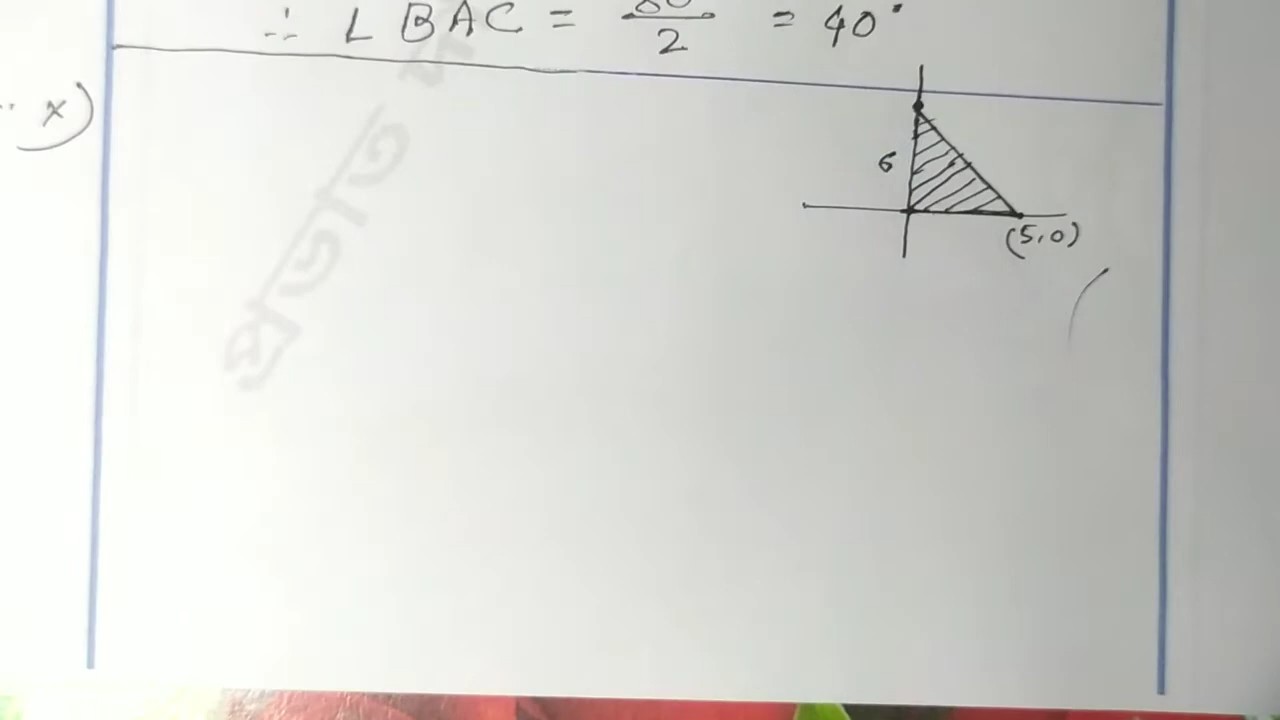 ∴ ∠ BAC = 80/2 = 40°
x)
6
(5,0)